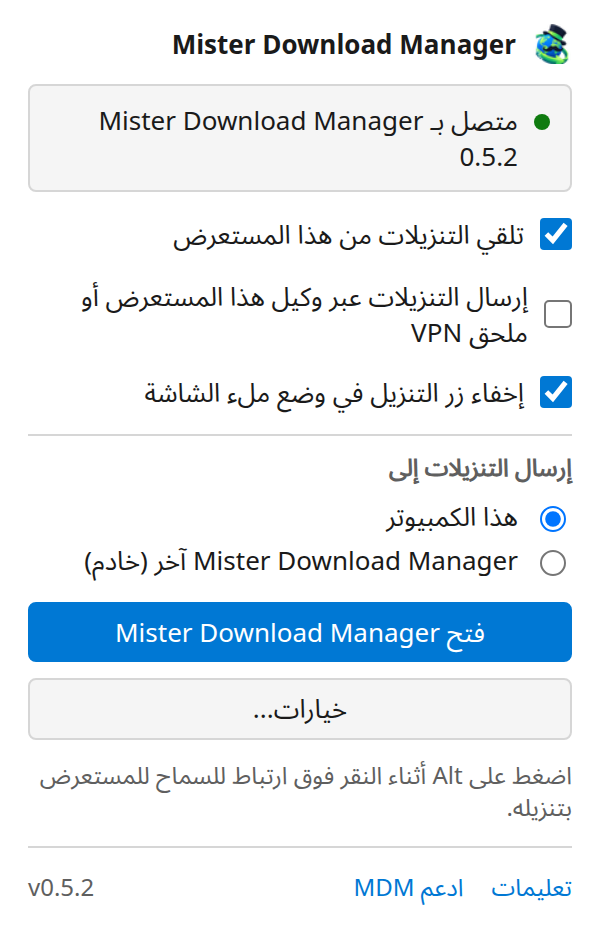 Mister Download Manager
متصل بـ Mister Download Manager
0.5.2
تلقي التنزيلات من هذا المستعرض
إرسال التنزيلات عبر وكيل هذا المستعرض أو
ملحق VPN
إخفاء زر التنزيل في وضع ملء الشاشة
إرسال التنزيلات إلى
هذا الكمبيوتر
Mister Download Manager آخر (خادم)
فتح Mister Download Manager
خيارات...
اضغط على Alt أثناء النقر فوق ارتباط للسماح للمستعرض
بتنزيله.
تعليمات ادعم MDM v0.5.2